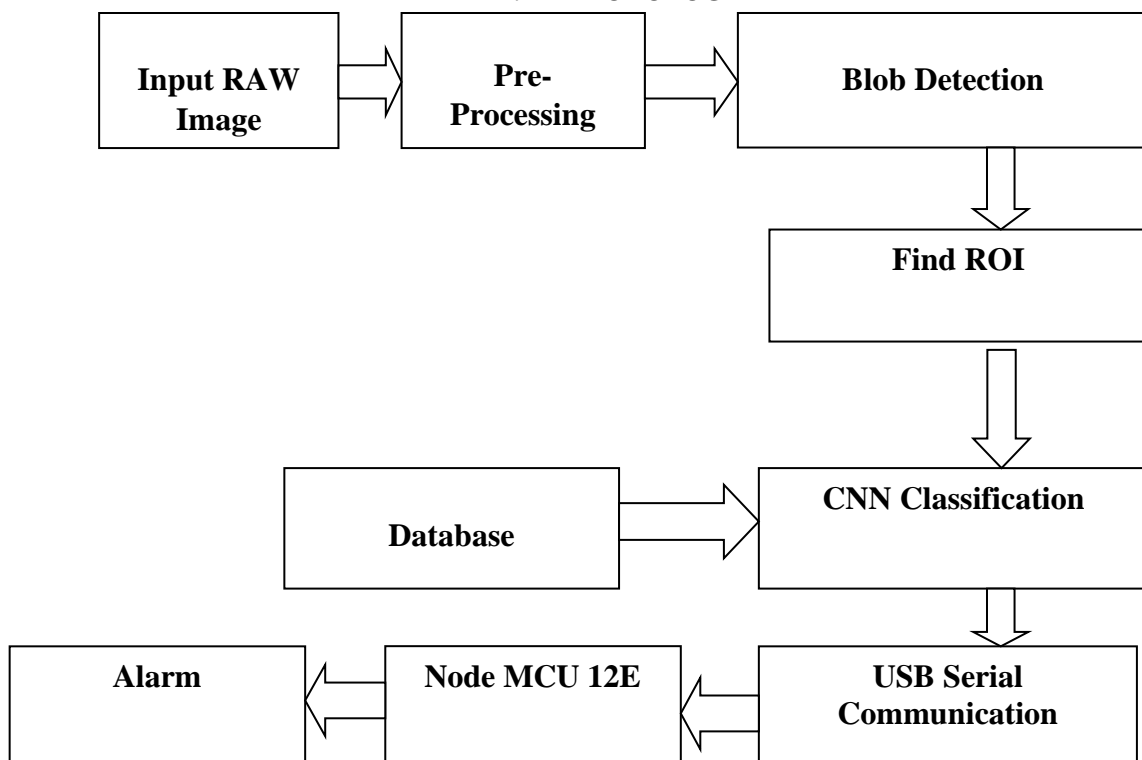 Input RAW
Image
Pre-
Processing
Blob Detection
Find ROI
CNN Classification
Database
Alarm
Node MCU 12E
USB Serial
Communication